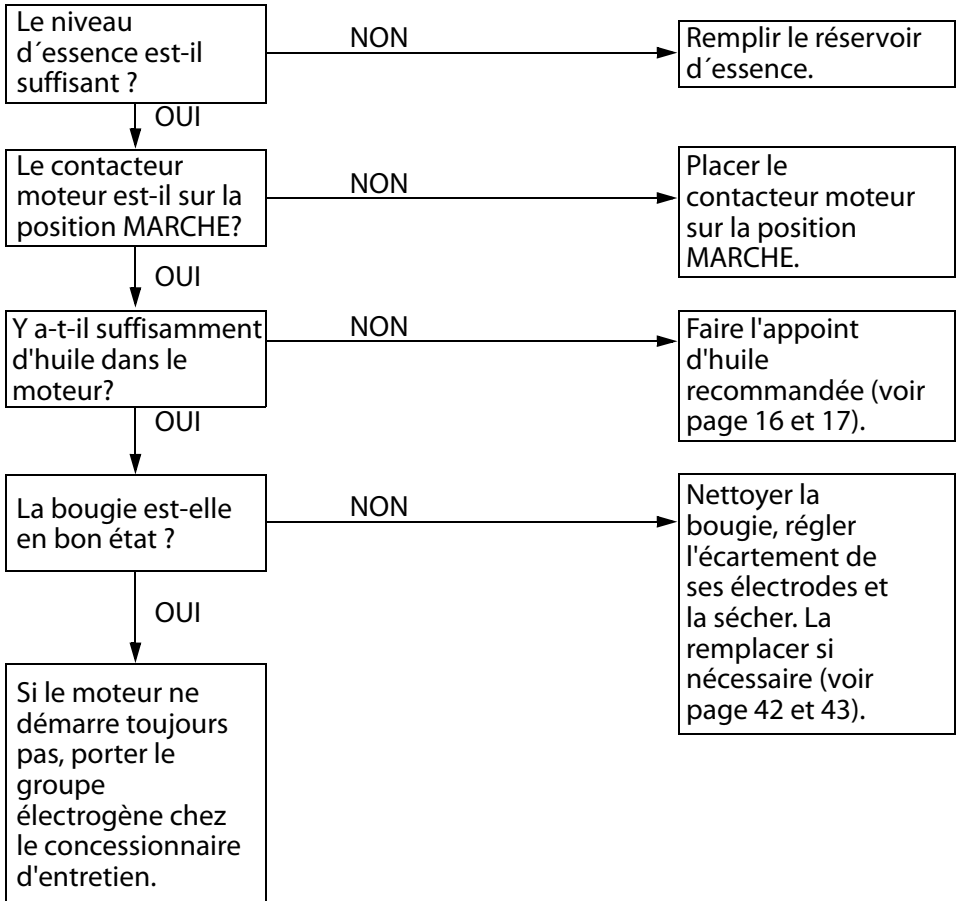 Le niveau
d´essence est-il
suffisant ?
NON
Remplir le réservoir
d´essence.
OUI
Le contacteur
moteur est-il sur la
position MARCHE?
NON
Placer le
contacteur moteur
sur la position
MARCHE.
OUI
Y a-t-il suffisamment
d'huile dans le
moteur?
NON
Faire l'appoint
d'huile
recommandée (voir
page 16 et 17).
OUI
La bougie est-elle
en bon état ?
NON
Nettoyer la
bougie, régler
l'écartement de
ses électrodes et
la sécher. La
remplacer si
nécessaire (voir
page 42 et 43).
OUI
Si le moteur ne
démarre toujours
pas, porter le
groupe
électrogène chez
le concessionnaire
d'entretien.